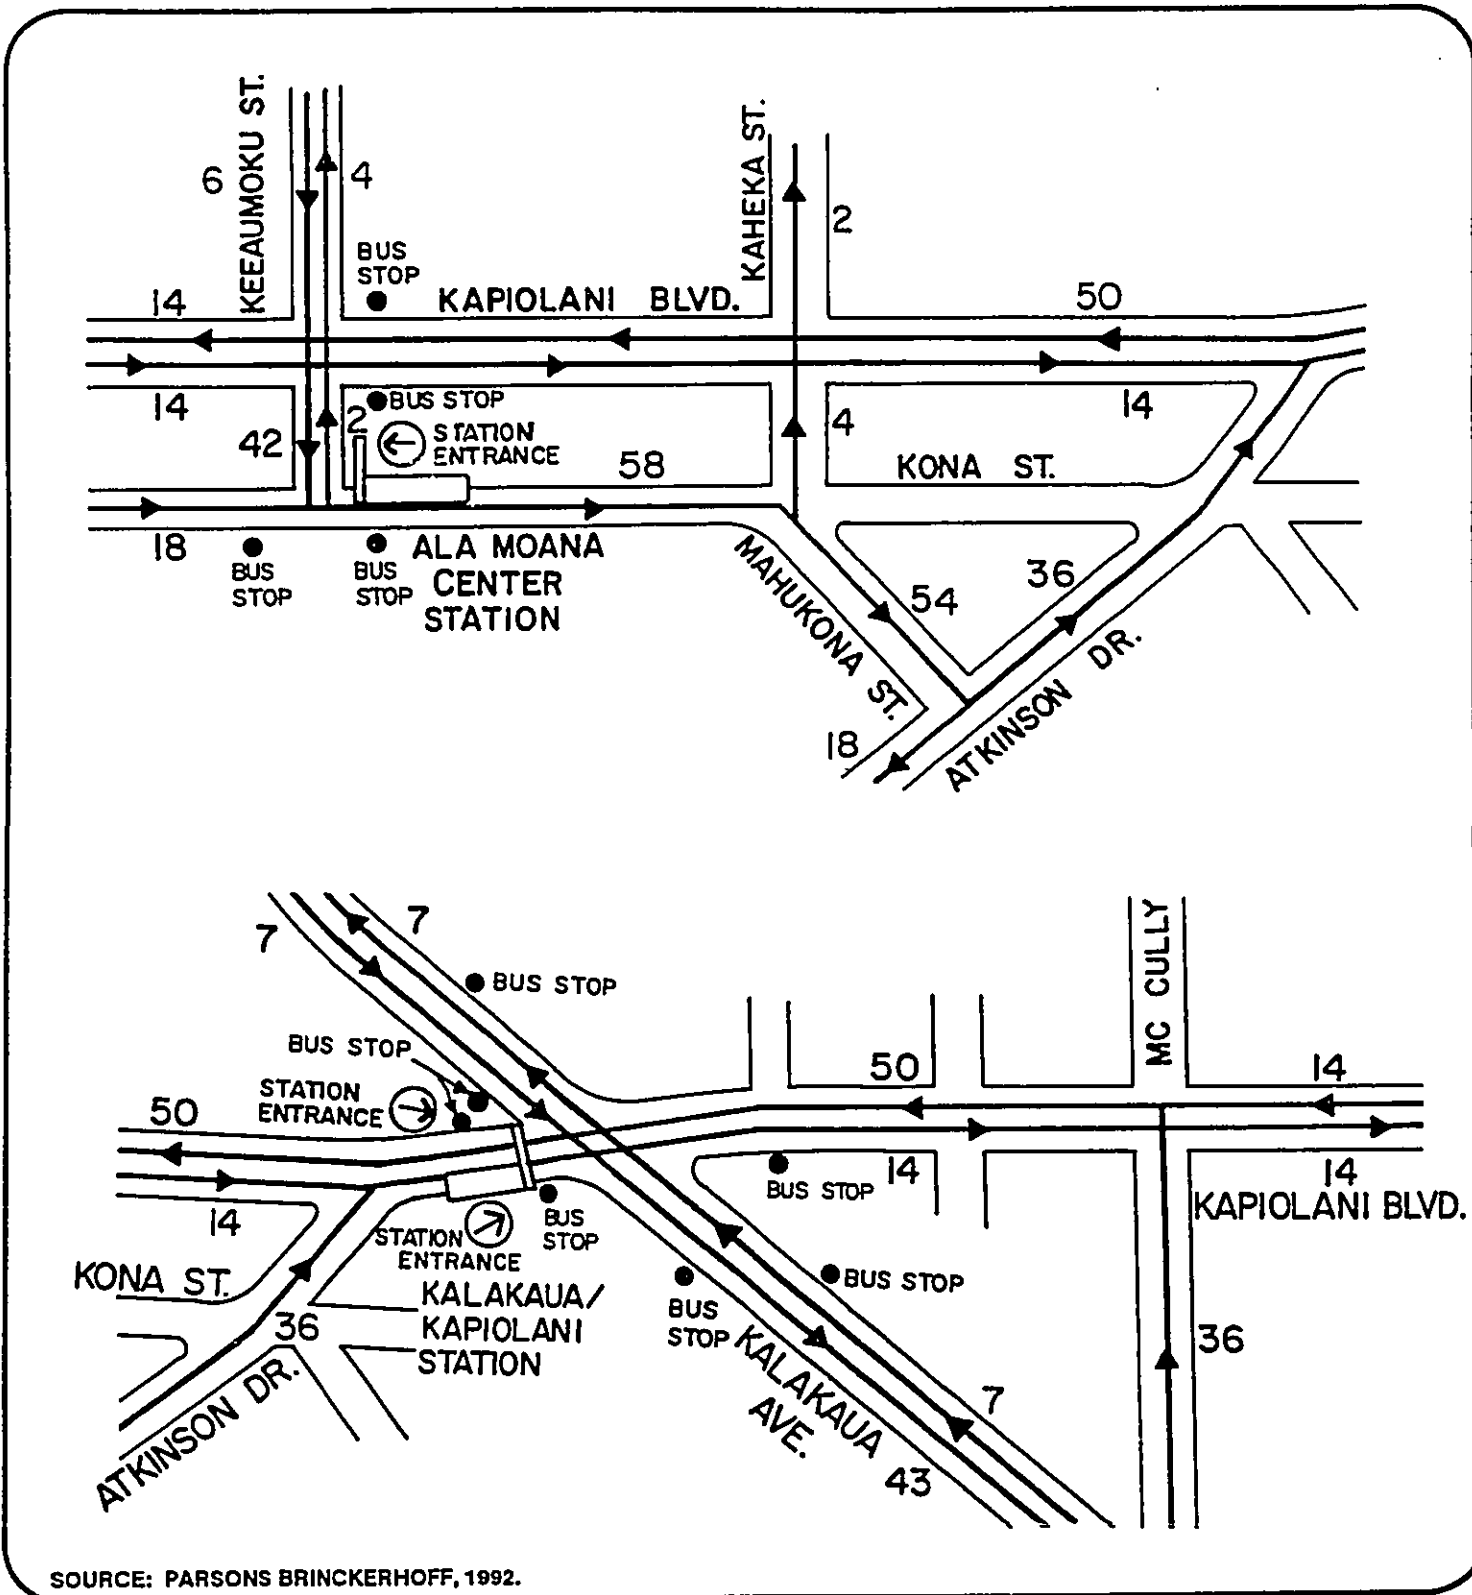 KEEAUMOKU ST.
6
4
BUS
STOP
KAHEKA ST.
2
14
KAPIOLANI BLVD.
50
14
BUS STOP
14
42
2
STATION
ENTRANCE
4
58
KONA ST.
18
BUS
STOP
BUS
STOP
ALA MOANA
CENTER
STATION
MAHUKONA ST.
54
36
18
ATKINSON DR.
7
7
BUS STOP
MC CULLY
BUS STOP
STATION
ENTRANCE
50
50
14
14
BUS STOP
14
14
KAPIOLANI BLVD.
BUS
STOP
STATION
ENTRANCE
KONA ST.
KALAKAUA/
KAPIOLANI
STATION
36
BUS
STOP
BUS STOP
36
ATKINSON DR.
KALAKAUA
AVE.
7
43
SOURCE: PARSONS BRINCKERHOFF, 1992.